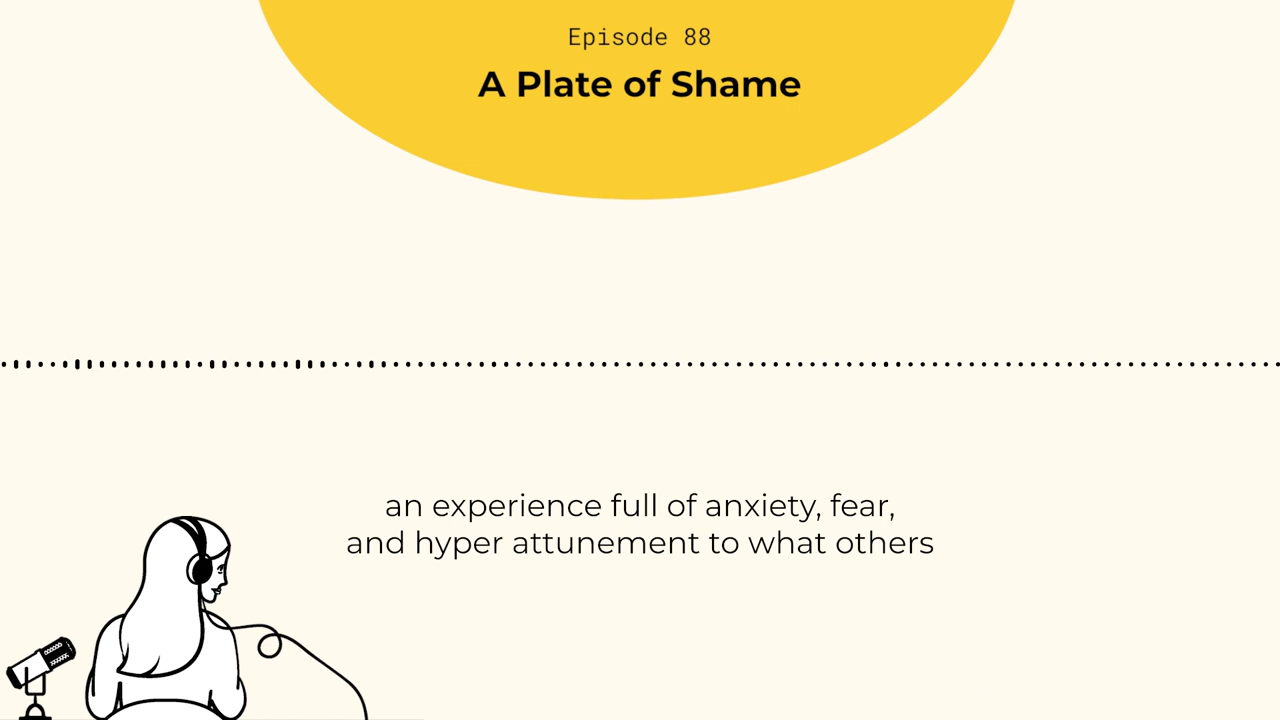 Episode 88
A Plate of Shame
an experience full of anxiety, fear,
and hyper attunement to what others